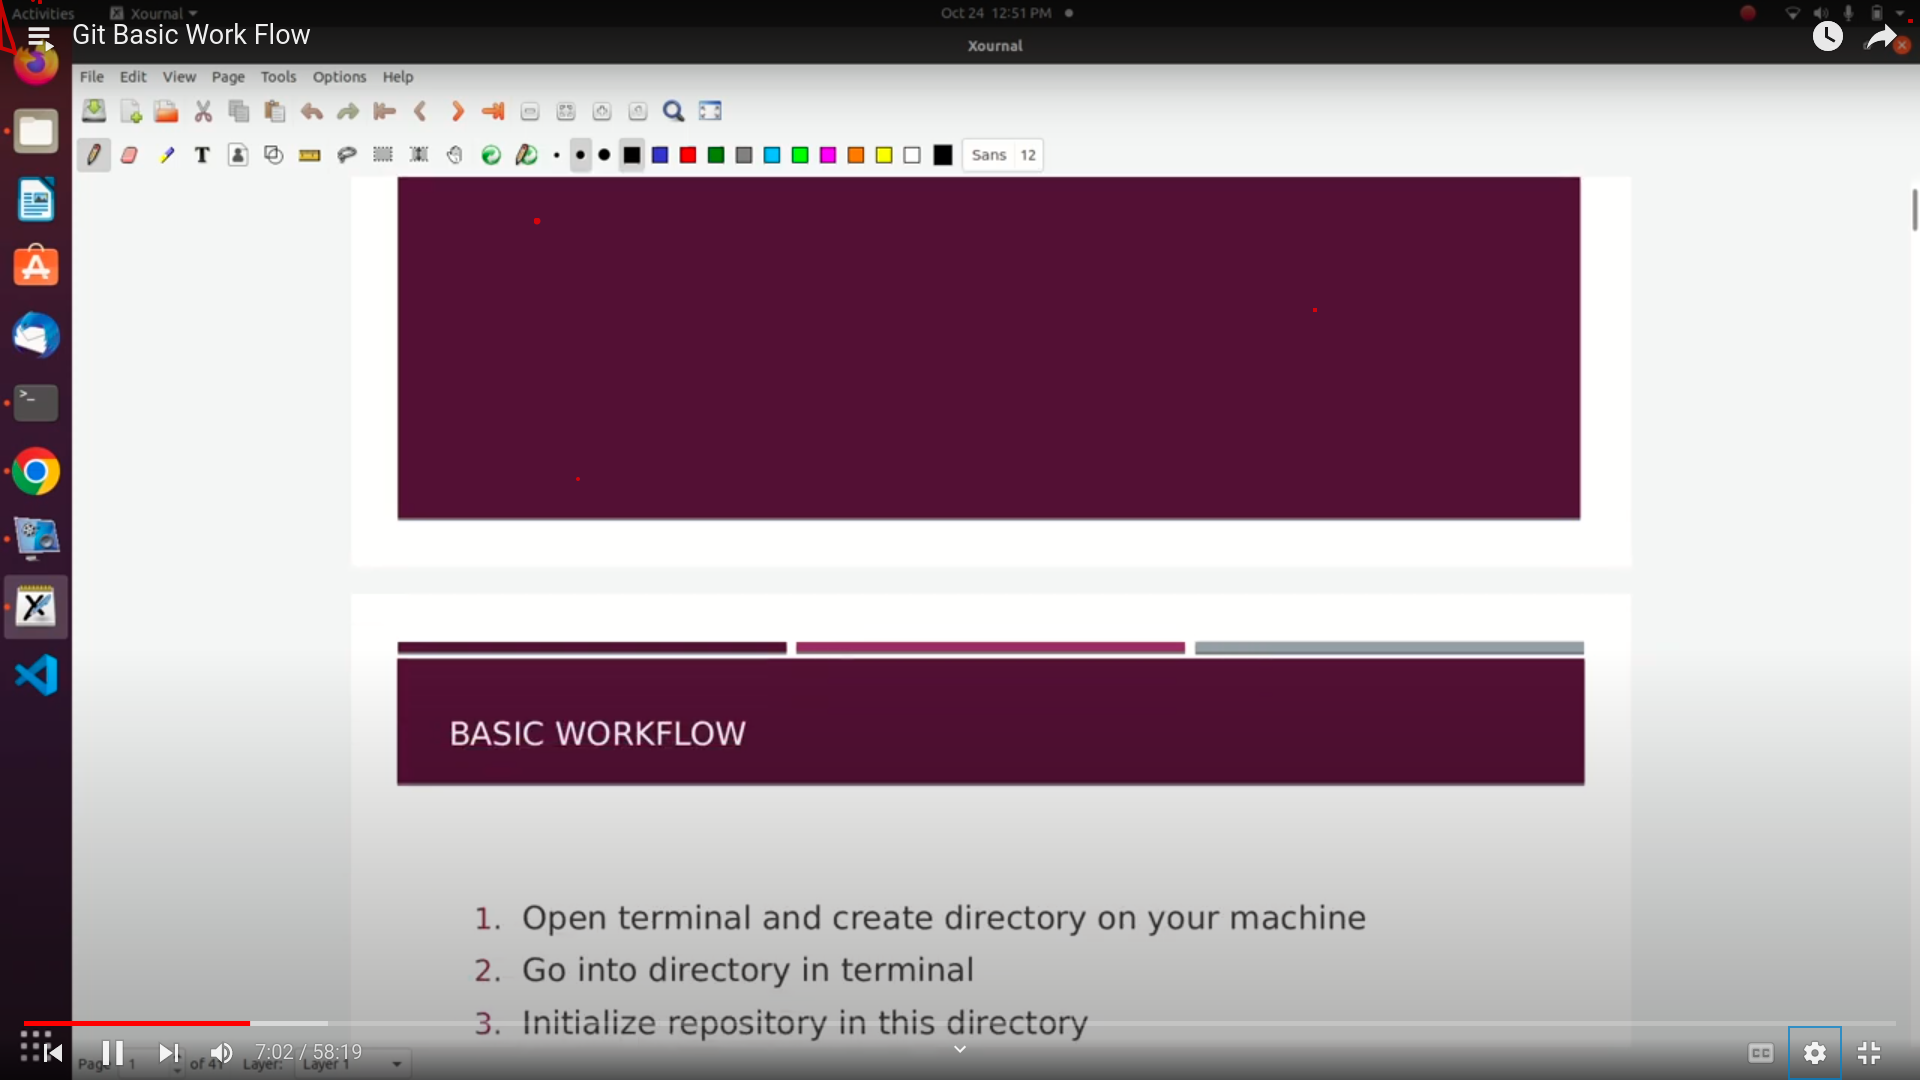 Activities Xournal Oct 24 12:51 PM
Git Basic Work Flow
Xournal
File Edit View Page Tools Options Help
T Sans 12
BASIC WORKFLOW
1. Open terminal and create directory on your machine
2. Go into directory in terminal
3. Initialize repository in this directory
7:02 / 58:19 CC
Page 1 of 41 Layer: Layer 1